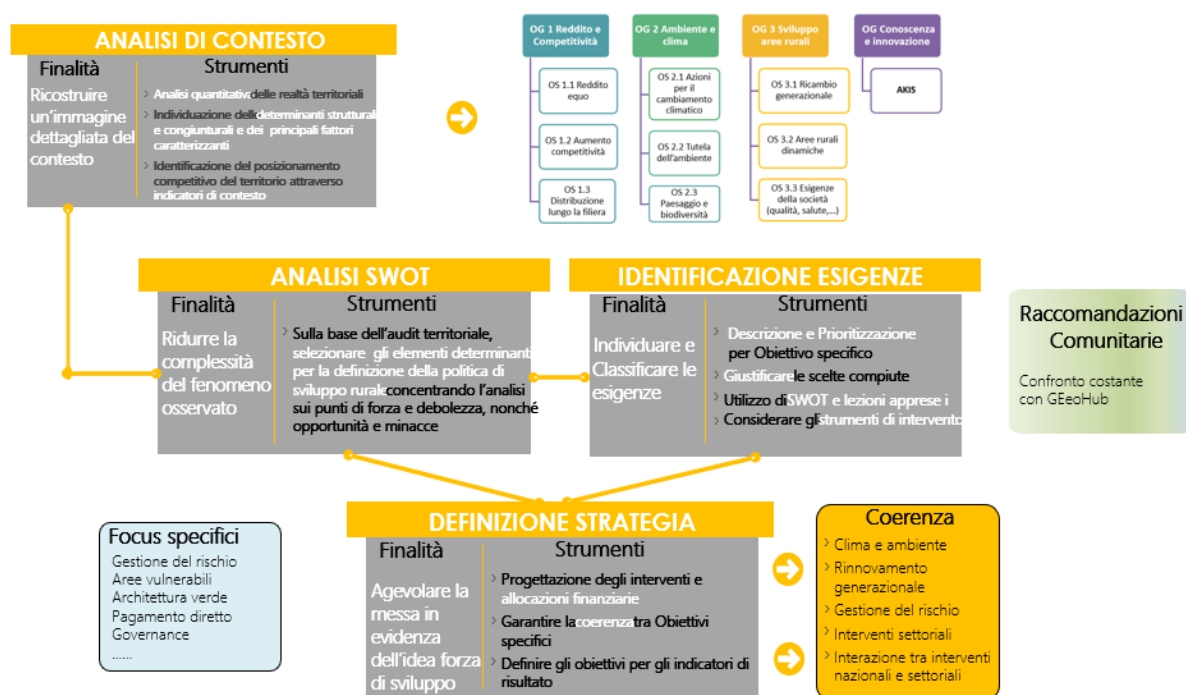 ANALISI DI CONTESTO
Finalità
Ricostruire
un'immagine
dettagliata del
contesto
Strumenti
Analisi quantitativa delle realtà territoriali
Individuazione delle determinanti strutturali
e congiunturali e dei principali fattori
caratterizzanti
Identificazione del posizionamento
competitivo del territorio attraverso
indicatori di contesto
OG 1 Reddito e
Competitività
OS 1.1 Reddito
equo
OS 1.2 Aumento
competitività
OS 1.3
Distribuzione
lungo la filiera
OG 2 Ambiente e
clima
OS 2.1 Azioni
per il
cambiamento
climatico
OS 2.2 Tutela
dell'ambiente
OS 2.3
Paesaggio e
biodiversità
OG 3 Sviluppo
aree rurali
OS 3.1 Ricambio
generazionale
OS 3.2 Aree rurali
dinamiche
OS 3.3 Esigenze
della società
(qualità, salute,...)
OG Conoscenza
e innovazione
AKIS
ANALISI SWOT
Finalità
Ridurre la
complessità
del fenomeno
osservato
Strumenti
Sulla base dell'audit territoriale,
selezionare gli elementi determinant
per la definizione della politica di
sviluppo rurale concentrando l'analisi
sui punti di forza e debolezza, nonché
opportunità e minacce
IDENTIFICAZIONE ESIGENZE
Finalità
Individuare e
Classificare le
esigenze
Strumenti
Descrizione e Prioritizzazione
per Obiettivo specifico
Giustificare le scelte compiute
Utilizzo di SWOT e lezioni apprese i
Considerare gli strumenti di intervento
Raccomandazioni
Comunitarie
Confronto costante
con GEeoHub
Focus specifici
Gestione del rischio
Aree vulnerabili
Architettura verde
Pagamento diretto
Governance
......
DEFINIZIONE STRATEGIA
Finalità
Agevolare la
messa in
evidenza
dell'idea forza
di sviluppo
Strumenti
Progettazione degli interventi e
allocazioni finanziarie
Garantire la coerenza tra Obiettivi
specifici
Definire gli obiettivi per gli indicatori di
risultato
Coerenza
Clima e ambiente
Rinnovamento
generazionale
Gestione del rischio
Interventi settoriali
Interazione tra interventi
nazionali e settoriali